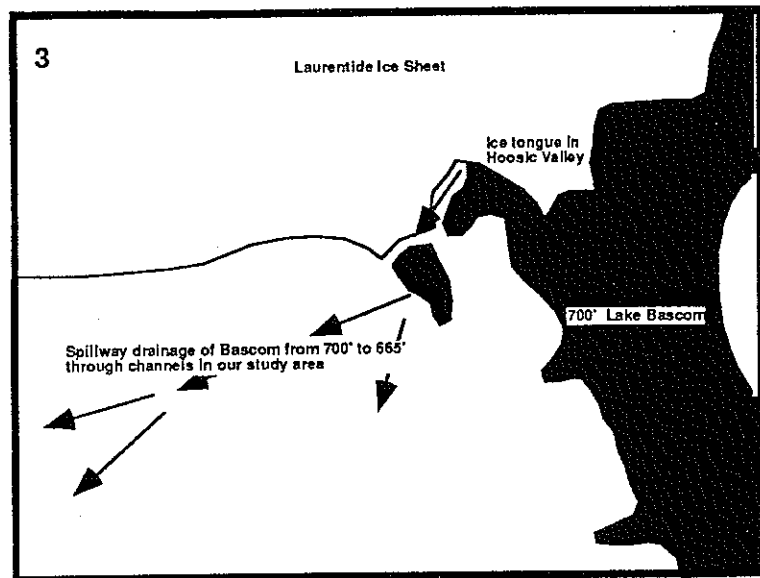 3
Laurentide Ice Sheet
Ice tongue in
Hoosic Valley
700' Lake Bascom
Spillway drainage of Bascom from 700' to 665'
through channels in our study area